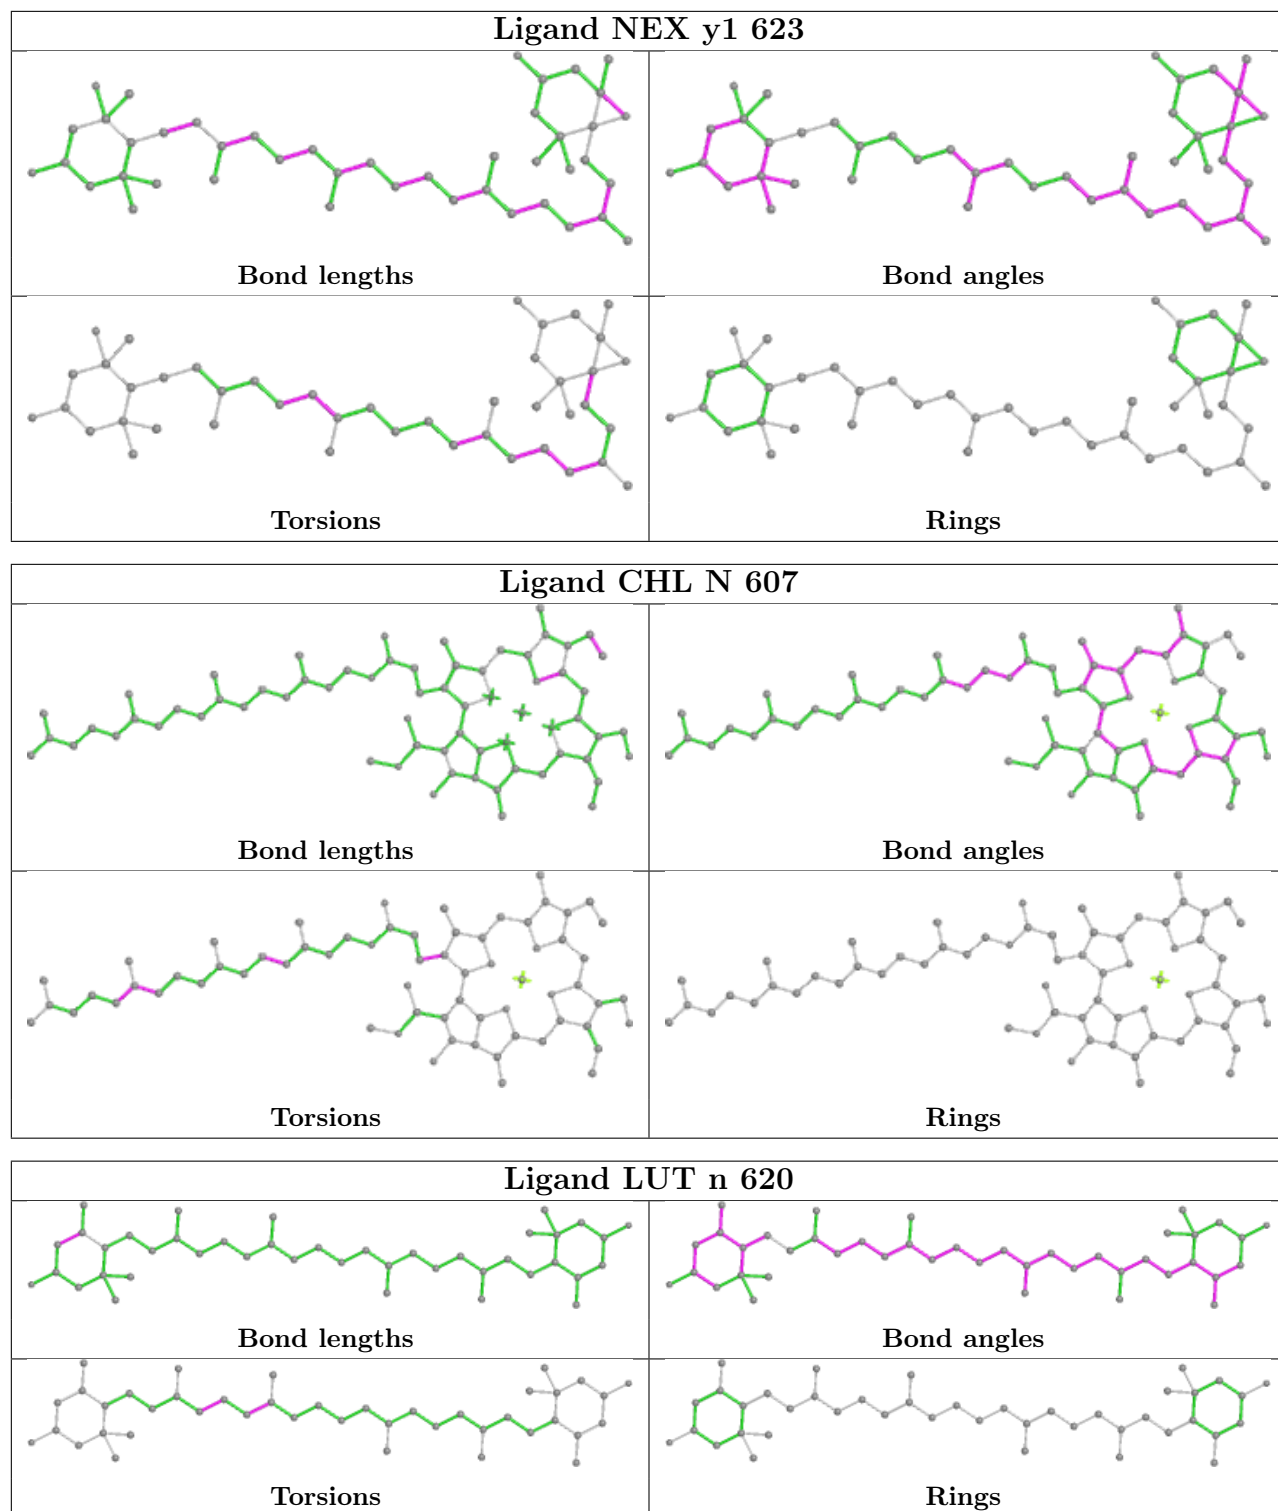 Ligand NEX y1 623
Bond lengths
Bond angles
Torsions
Rings
Ligand CHL N 607
Bond lengths
Bond angles
Torsions
Rings
Ligand LUT n 620
Bond lengths
Bond angles
Torsions
Rings